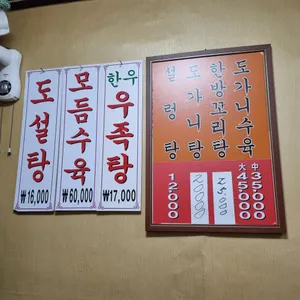 도설탕
₩16,000
모듬수육
₩60,000
한우
우족탕
₩17,000
설렁탕
12000
도가니탕
20000
한방꼬리탕
25000
도가니수육
大 45000
中 35000